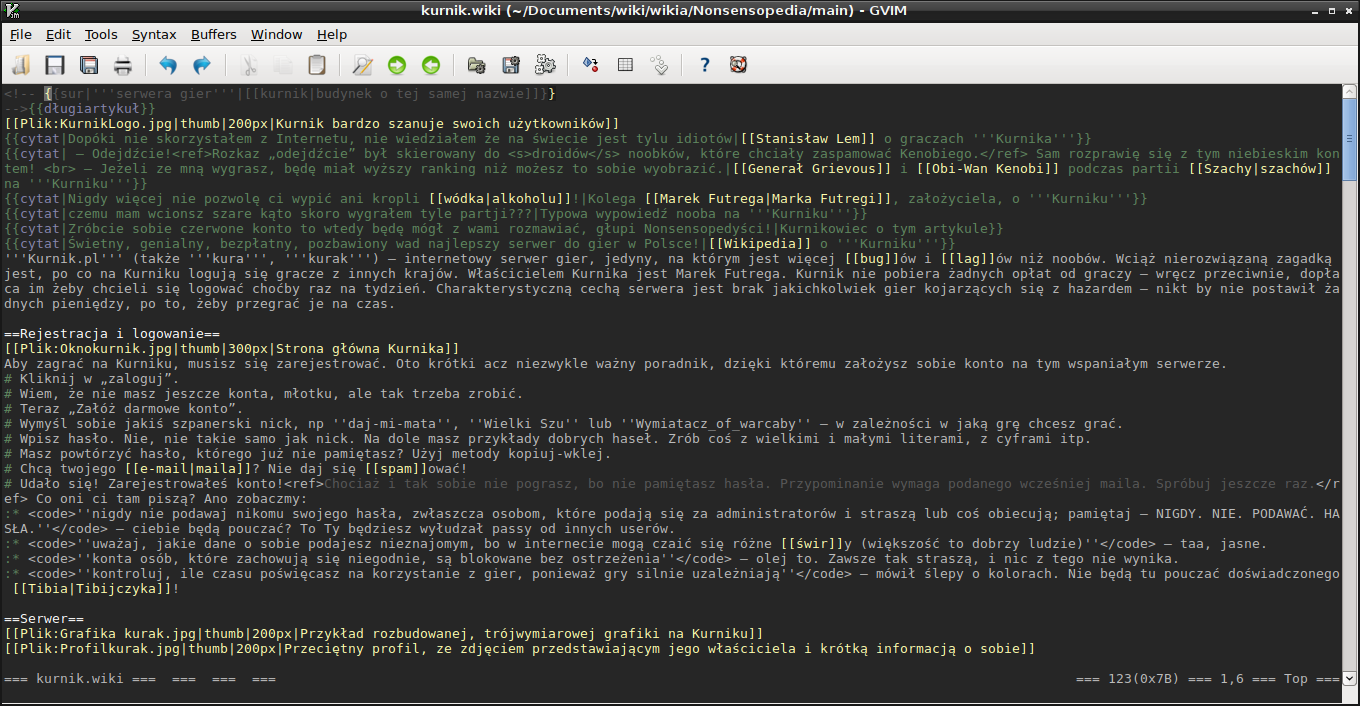 kurnik.wiki (~/Documents/wiki/wikia/Nonsensopedia/main) - GVIM
File Edit Tools Syntax Buffers Window Help
<!-- {{sur|'''serwera gier'''|[[kurnik|budynek o tej samej nazwie]]}}
-->{{długiartykuł}}
[[Plik:KurnikLogo.jpg|thumb|200px|Kurnik bardzo szanuje swoich użytkowników]]
{{cytat|Dopóki nie skorzystałem z Internetu, nie wiedziałem że na świecie jest tylu idiotów|[[Stanisław Lem]] o graczach '''Kurnika'''}}
{{cytat| – Odejdźcie!<ref>Rozkaz „odejdźcie” był skierowany do <s>droidów</s> noobków, które chciały zaspamować Kenobiego.</ref> Sam rozprawię się z tym niebieskim kon
tem! <br> – Jeżeli ze mną wygrasz, będę miał wyższy ranking niż możesz to sobie wyobrazić.|[[Generał Grievous]] i [[Obi-Wan Kenobi]] podczas partii [[Szachy|szachów]]
na '''Kurniku'''}}
{{cytat|Nigdy więcej nie pozwolę ci wypić ani kropli [[wódka|alkoholu]]!|Kolega [[Marek Futrega|Marka Futregi]], założyciela, o '''Kurniku'''}}
{{cytat|czemu mam wcionsz szare kąto skoro wygrałem tyle partji???|Typowa wypowiedź nooba na '''Kurniku'''}}
{{cytat|Zróbcie sobie czerwone konto to wtedy będę mógł z wami rozmawiać, głupi Nonsensopedyści!|Kurnikowiec o tym artykule}}
{{cytat|Świetny, genialny, bezpłatny, pozbawiony wad najlepszy serwer do gier w Polsce!|[[Wikipedia]] o '''Kurniku'''}}
'''Kurnik.pl''' (także '''kura''', '''kurak''') – internetowy serwer gier, jedyny, na którym jest więcej [[bug]]ów i [[lag]]ów niż noobów. Wciąż nierozwiązaną zagadką
jest, po co na Kurniku logują się gracze z innych krajów. Właścicielem Kurnika jest Marek Futrega. Kurnik nie pobiera żadnych opłat od graczy – wręcz przeciwnie, dopła
ca im żeby chcieli się logować choćby raz na tydzień. Charakterystyczną cechą serwera jest brak jakichkolwiek gier kojarzących się z hazardem – nikt by nie postawił ża
dnych pieniędzy, po to, żeby przegrać je na czas.
==Rejestracja i logowanie==
[[Plik:Oknokurnik.jpg|thumb|300px|Strona główna Kurnika]]
Aby zagrać na Kurniku, musisz się zarejestrować. Oto krótki acz niezwykle ważny poradnik, dzięki któremu założysz sobie konto na tym wspaniałym serwerze.
# Kliknij w „zaloguj”.
# Wiem, że nie masz jeszcze konta, młotku, ale tak trzeba zrobić.
# Teraz „Załóż darmowe konto”.
# Wymyśl sobie jakiś szpanerski nick, np ''daj-mi-mata'', ''Wielki Szu'' lub ''Wymiatacz_of_warcaby'' – w zależności w jaką grę chcesz grać.
# Wpisz hasło. Nie, nie takie samo jak nick. Na dole masz przykłady dobrych haseł. Zrób coś z wielkimi i małymi literami, z cyframi itp.
# Masz powtórzyć hasło, którego już nie pamiętasz? Użyj metody kopiuj-wklej.
# Chcą twojego [[e-mail|maila]]? Nie daj się [[spam]]ować!
# Udało się! Zarejestrowałeś konto!<ref>Chociaż i tak sobie nie pograsz, bo nie pamiętasz hasła. Przypominanie wymaga podanego wcześniej maila. Spróbuj jeszcze raz.</r
ef> Co oni ci tam piszą? Ano zobaczmy:
:* <code>''nigdy nie podawaj nikomu swojego hasła, zwłaszcza osobom, które podają się za administratorów i straszą lub coś obiecują; pamiętaj – NIGDY. NIE. PODAWAĆ. HA
SŁA.''</code> – ciebie będą pouczać? To Ty będziesz wyłudzał passy od innych userów.
:* <code>''uważaj, jakie dane o sobie podajesz nieznajomym, bo w internecie mogą czaić się różne [[świr]]y (większość to dobrzy ludzie)''</code> – taa, jasne.
:* <code>''konta osób, które zachowują się niegodnie, są blokowane bez ostrzeżenia''</code> – olej to. Zawsze tak straszą, i nic z tego nie wynika.
:* <code>''kontroluj, ile czasu poświęcasz na korzystanie z gier, ponieważ gry silnie uzależniają''</code> – mówił ślepy o kolorach. Nie będą tu pouczać doświadczonego
[[Tibia|Tibijczyka]]!
==Serwer==
[[Plik:Grafika kurak.jpg|thumb|200px|Przykład rozbudowanej, trójwymiarowej grafiki na Kurniku]]
[[Plik:Profilkurak.jpg|thumb|200px|Przeciętny profil, ze zdjęciem przedstawiającym jego właściciela i krótką informacją o sobie]]
=== kurnik.wiki ===  ===  ===  === === 123(0x7B) === 1,6 === Top ===